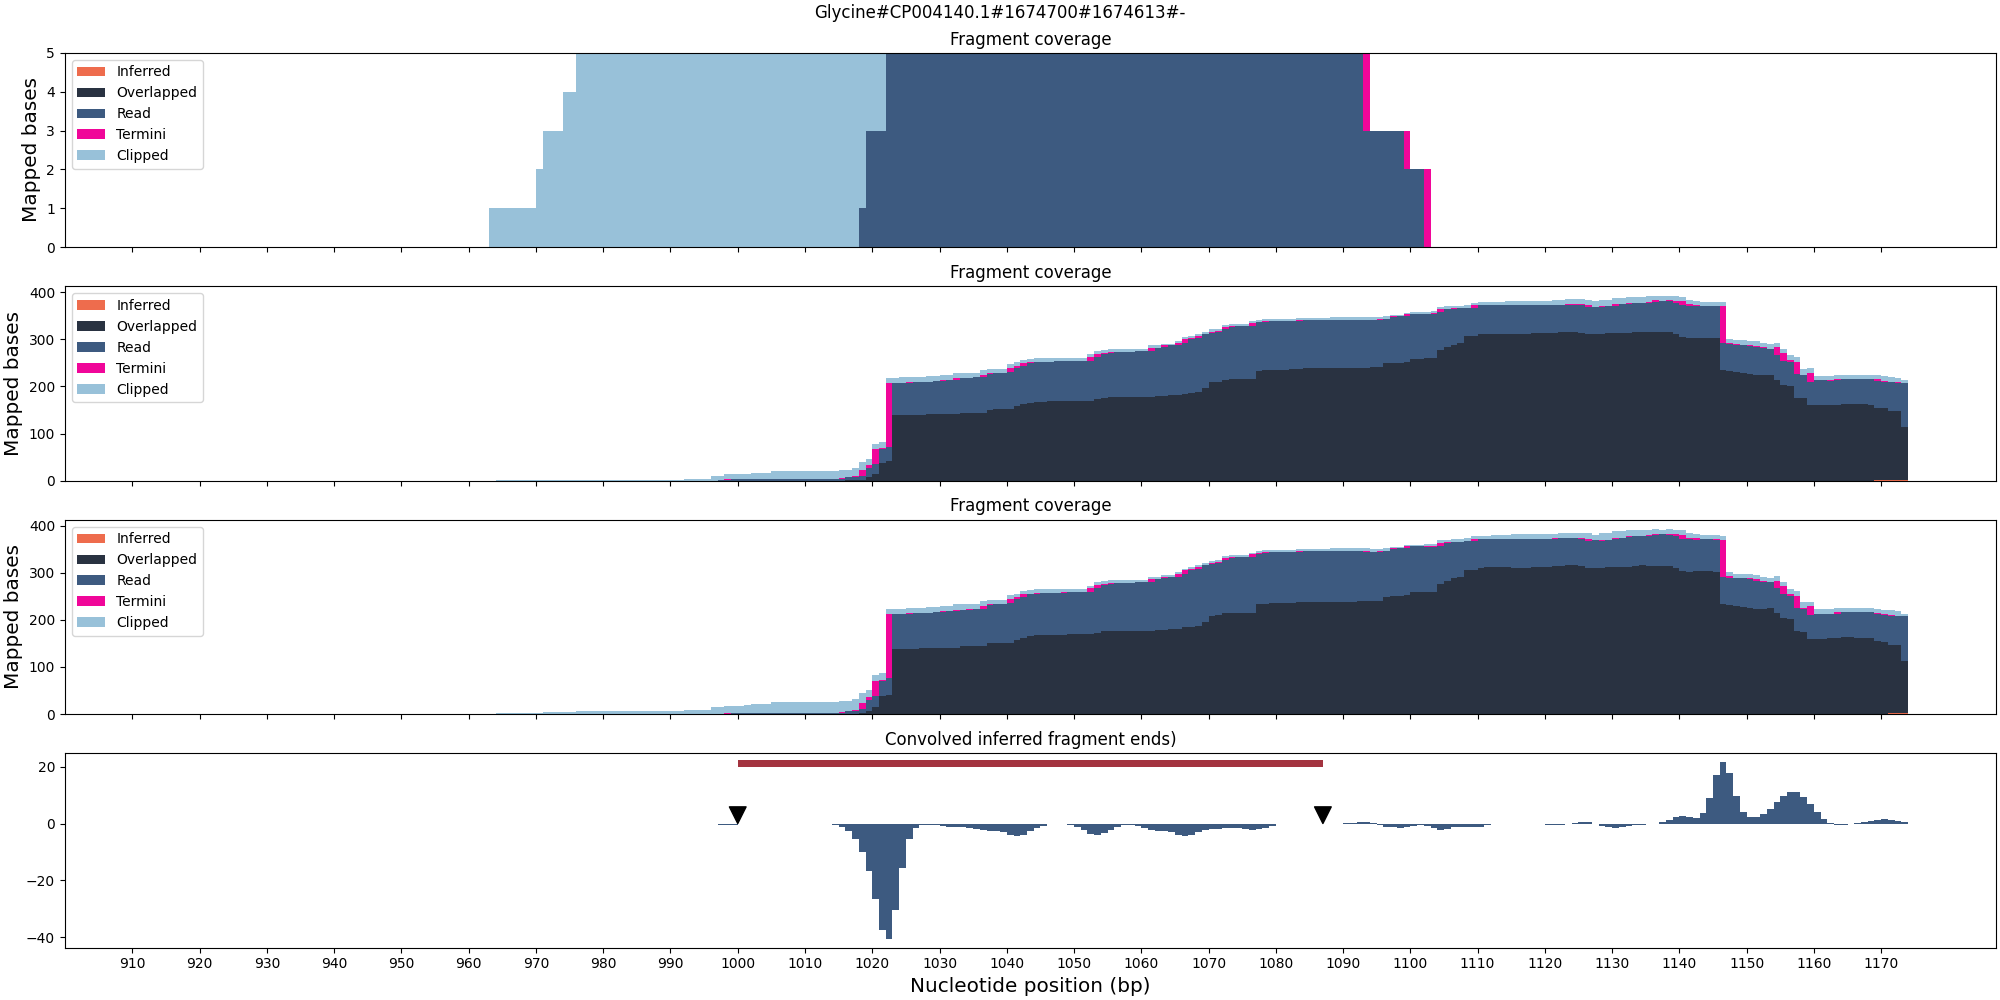 Glycine#CP004140.1#1674700#1674613#-
Fragment coverage
Mapped bases
5
4
3
2
1
0
Inferred
Overlapped
Read
Termini
Clipped
Fragment coverage
Mapped bases
400
300
200
100
0
Inferred
Overlapped
Read
Termini
Clipped
Fragment coverage
Mapped bases
400
300
200
100
0
Inferred
Overlapped
Read
Termini
Clipped
Convolved inferred fragment ends)
20
0
−20
−40
910 920 930 940 950 960 970 980 990 1000 1010 1020 1030 1040 1050 1060 1070 1080 1090 1100 1110 1120 1130 1140 1150 1160 1170
Nucleotide position (bp)